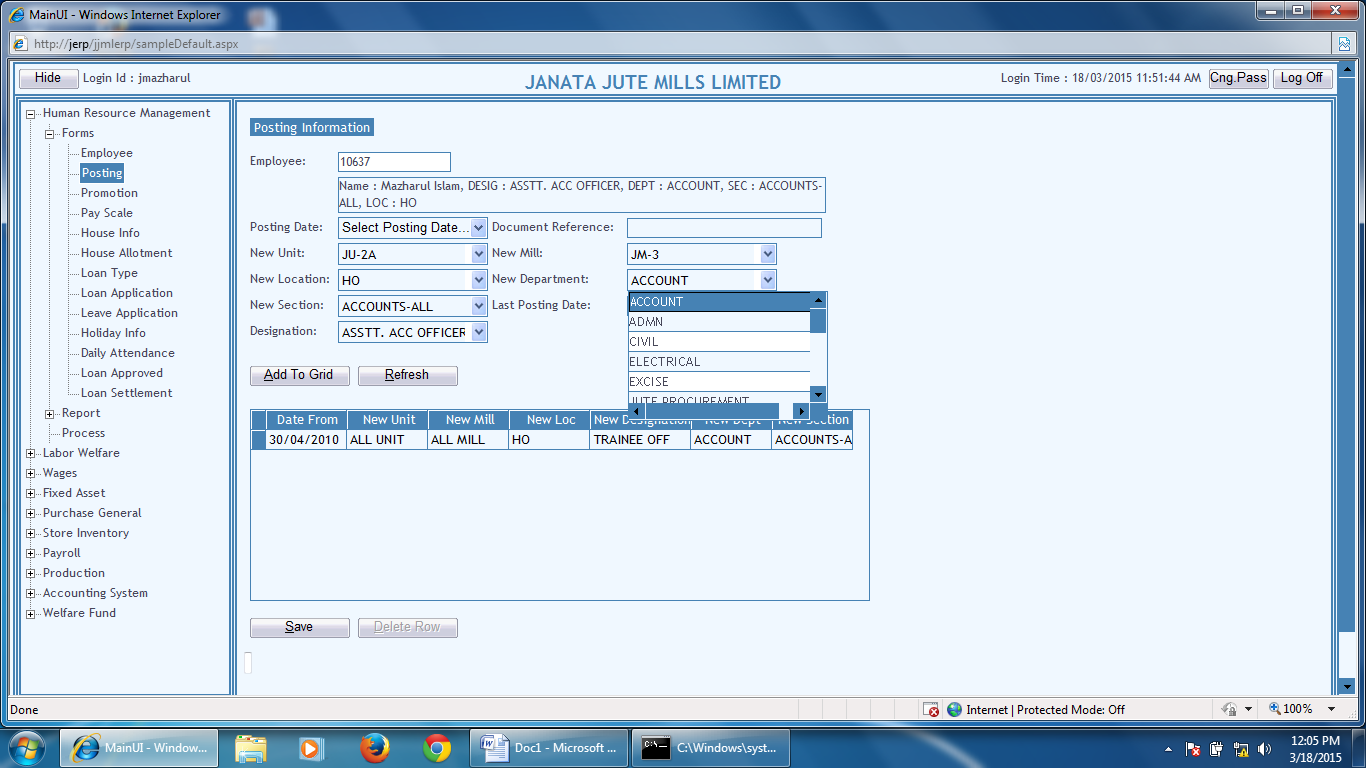 MainUI - Windows Internet Explorer
http://jerp/jjmlerp/sampleDefault.aspx
Hide Login Id : jmazharul JANATA JUTE MILLS LIMITED Login Time : 18/03/2015 11:51:44 AM Cng.Pass Log Off
Human Resource Management
Forms
Employee
Posting
Promotion
Pay Scale
House Info
House Allotment
Loan Type
Loan Application
Leave Application
Holiday Info
Daily Attendance
Loan Approved
Loan Settlement
Report
Process
Labor Welfare
Wages
Fixed Asset
Purchase General
Store Inventory
Payroll
Production
Accounting System
Welfare Fund
Posting Information
Employee: 10637
Name : Mazharul Islam, DESIG : ASSTT. ACC OFFICER, DEPT : ACCOUNT, SEC : ACCOUNTS-
ALL, LOC : HO
Posting Date: Select Posting Date... Document Reference:
New Unit: JU-2A New Mill: JM-3
New Location: HO New Department: ACCOUNT
New Section: ACCOUNTS-ALL Last Posting Date:
Designation: ASSTT. ACC OFFICER
ACCOUNT
ADMN
CIVIL
ELECTRICAL
EXCISE
JUTE PROCUREMENT
Add To Grid Refresh
Date From New Unit New Mill New Loc New Designation New Dept New Section
30/04/2010 ALL UNIT ALL MILL HO TRAINEE OFF ACCOUNT ACCOUNTS-A
Save Delete Row
Done Internet | Protected Mode: Off 100%
MainUI - Window... Doc1 - Microsoft ... C:\Windows\syst... 12:05 PM
3/18/2015